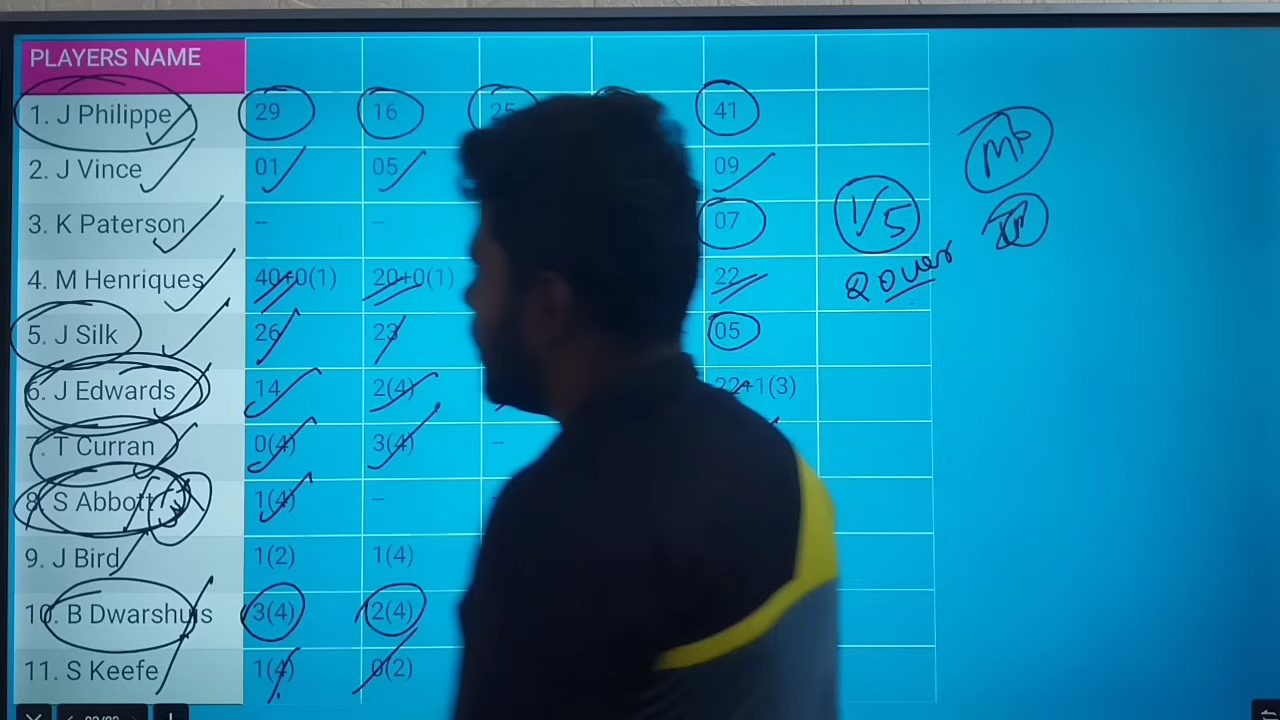 PLAYERS NAME
1. J Philippe 29 16 25 41
2. J Vince 01 05 09
3. K Paterson -- -- 07 1/5
4. M Henriques 40+0(1) 20+0(1) 22 2 over
5. J Silk 26 23 05
6. J Edwards 14 2(4) 22+1(3)
7. T Curran 0(4) 3(4) --
8. S Abbott 1(4) --
9. J Bird 1(2) 1(4)
10. B Dwarshuis 3(4) 2(4)
11. S Keefe 1(4) 0(2)